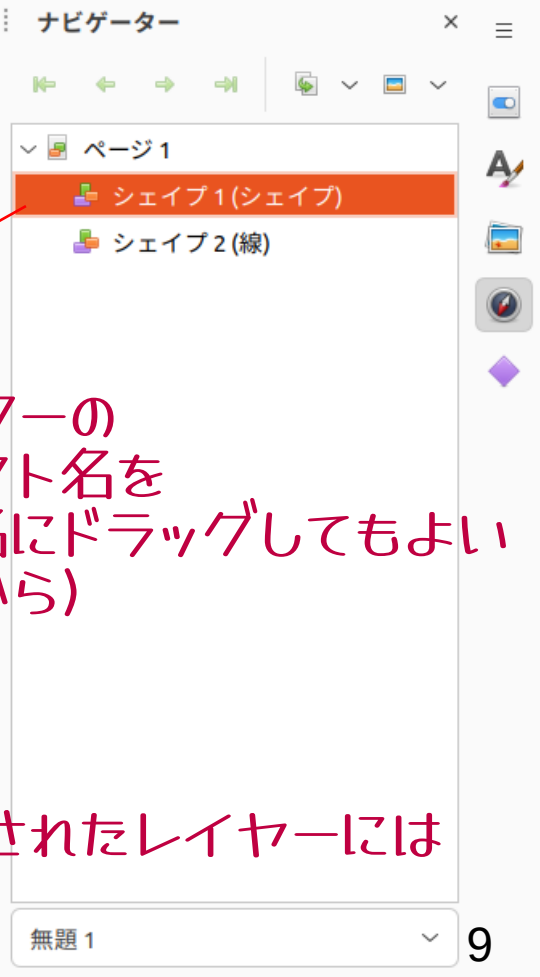 ナビゲーター
ページ 1
シェイプ 1 (シェイプ)
シェイプ 2 (線)
ーの
ト名を
にドラッグしてもよい
ら)
されたレイヤーには
無題 1
9